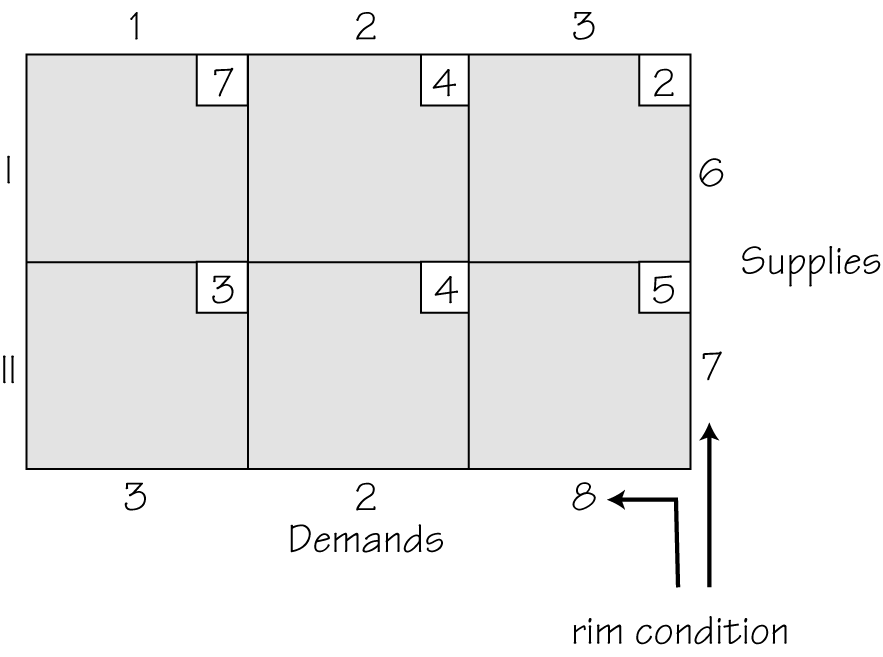 1 2 3
7 4 2
I 6
Supplies
3 4 5
II 7
3 2 8
Demands
rim condition